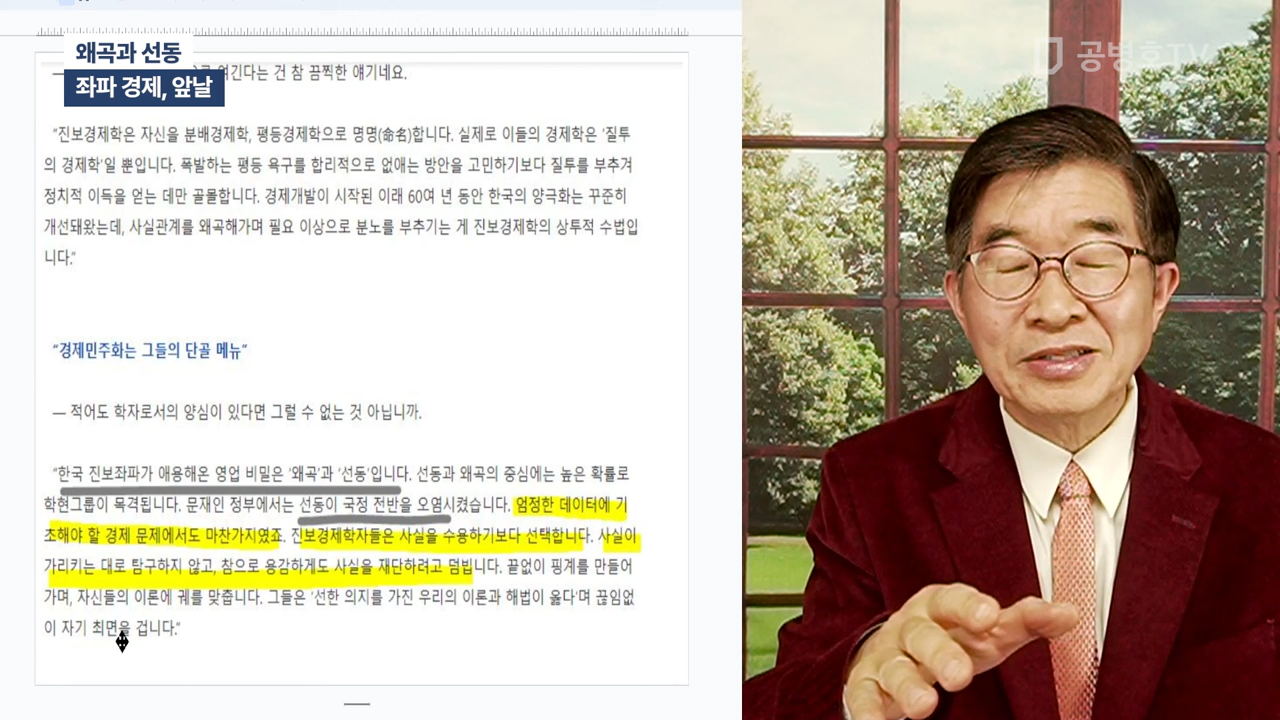 왜곡과 선동
좌파 경제, 앞날
공병호TV
여긴다는 건 참 끔찍한 얘기네요.
“진보경제학은 자신을 분배경제학, 평등경제학으로 명명(命名)합니다. 실제로 이들의 경제학은 ‘질투
의 경제학’일 뿐입니다. 폭발하는 평등 욕구를 합리적으로 없애는 방안을 고민하기보다 질투를 부추겨
정치적 이득을 얻는 데만 골몰합니다. 경제개발이 시작된 이래 60여 년 동안 한국의 양극화는 꾸준히
개선돼왔는데, 사실관계를 왜곡해가며 필요 이상으로 분노를 부추기는 게 진보경제학의 상투적 수법입
니다.”
“경제민주화는 그들의 단골 메뉴”
— 적어도 학자로서의 양심이 있다면 그럴 수 없는 것 아닙니까.
“한국 진보좌파가 애용해온 영업 비밀은 ‘왜곡’과 ‘선동’입니다. 선동과 왜곡의 중심에는 높은 확률로
학현그룹이 목격됩니다. 문재인 정부에서는 선동이 국정 전반을 오염시켰습니다. 엄정한 데이터에 기
초해야 할 경제 문제에서도 마찬가지였죠. 진보경제학자들은 사실을 수용하기보다 선택합니다. 사실이
가리키는 대로 탐구하지 않고, 참으로 용감하게도 사실을 재단하려고 덤빕니다. 끝없이 핑계를 만들어
가며, 자신들의 이론에 궤를 맞춥니다. 그들은 ‘선한 의지를 가진 우리의 이론과 해법이 옳다’며 끊임없
이 자기 최면을 겁니다.”